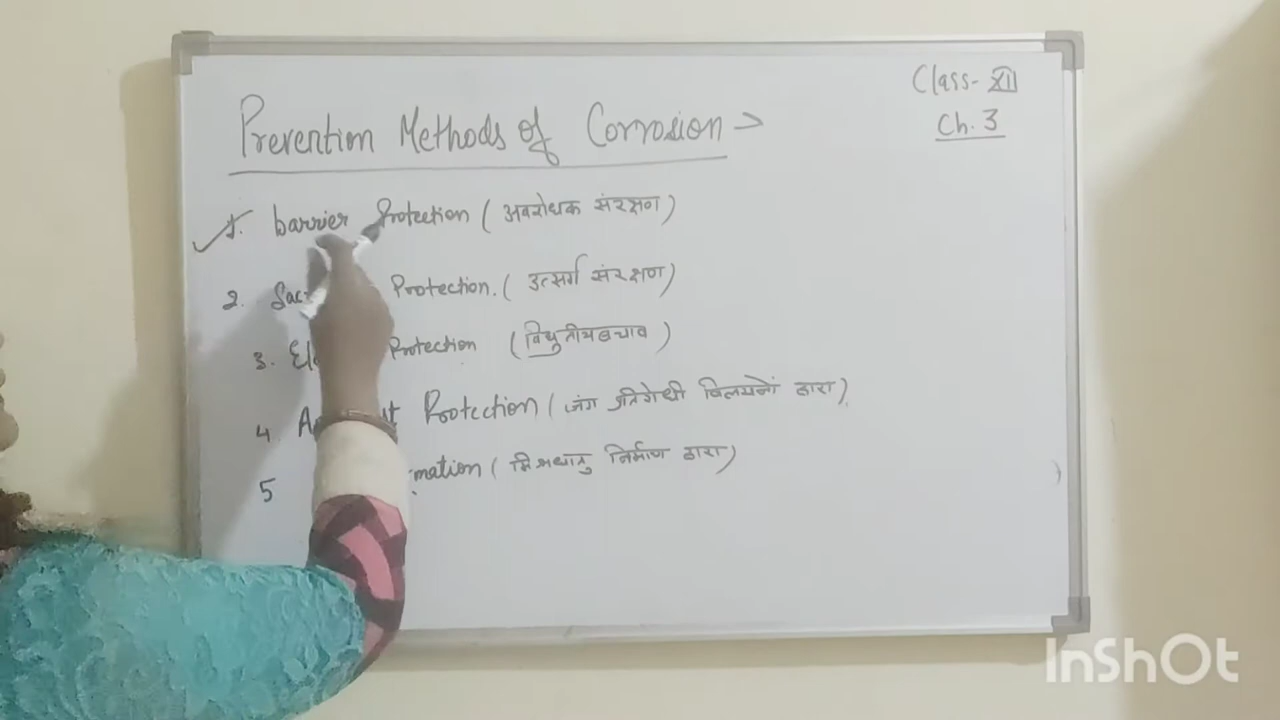 Class- XII
Ch. 3
Prevention Methods of Corrosion →
1. barrier Protection ( अवरोधक संरक्षण )
2. Protection. ( उत्सर्ग संरक्षण )
3. Protection ( विधुतीयबचाव )
4 Protection ( जंग प्रतिरोधी विलयनों द्वारा )
5 mation ( मिश्रधातु निर्माण द्वारा )
InShOt